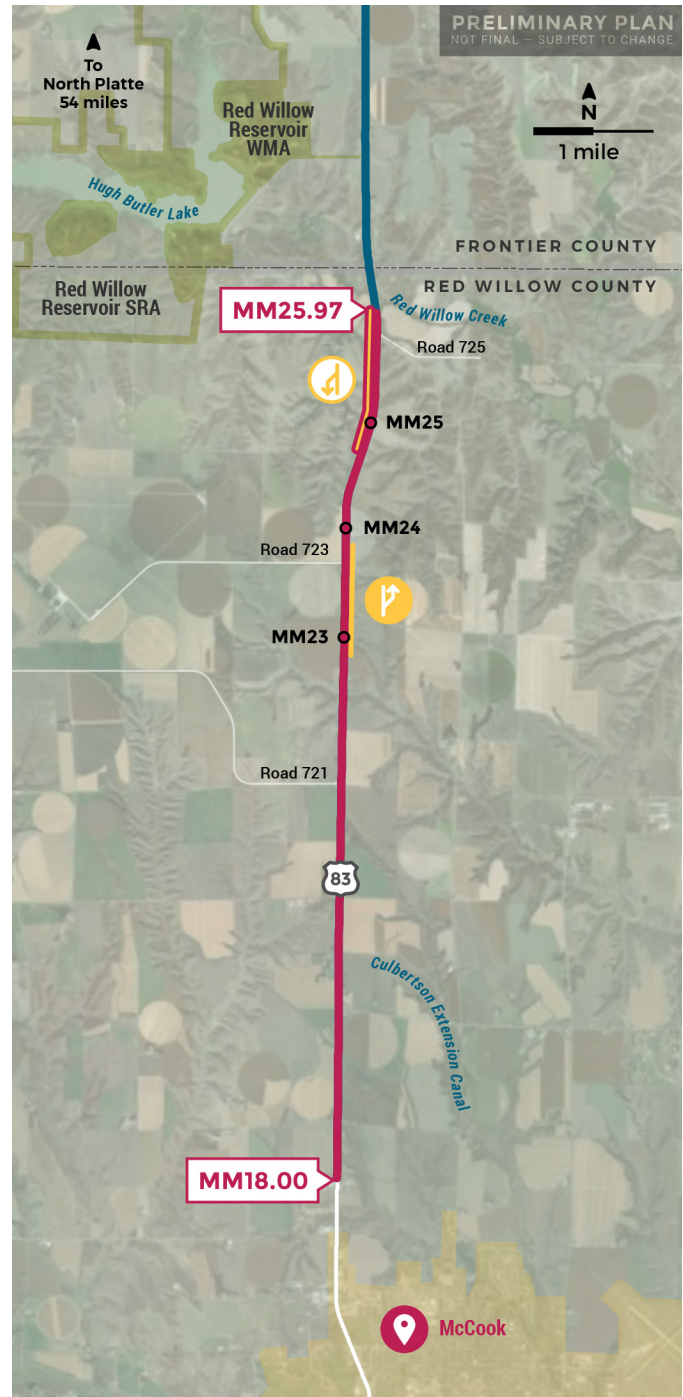 PRELIMINARY PLAN
NOT FINAL – SUBJECT TO CHANGE
To
North Platte
54 miles
N
1 mile
Red Willow
Reservoir
WMA
Hugh Butler Lake
FRONTIER COUNTY
RED WILLOW COUNTY
Red Willow
Reservoir SRA
MM25.97
Red Willow Creek
Road 725
MM25
MM24
Road 723
MM23
Road 721
83
Culbertson Extension Canal
MM18.00
McCook